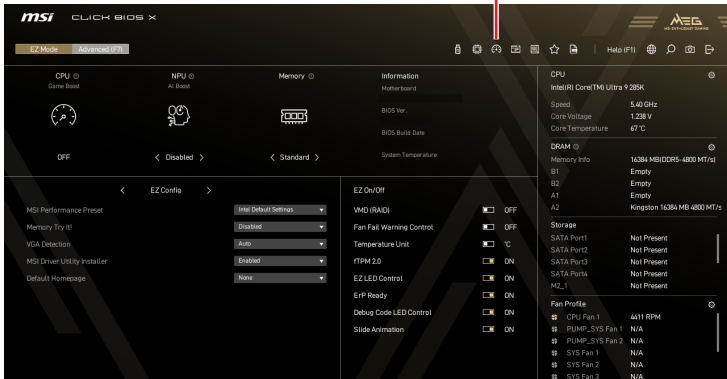 msi CLICK BIOS X
MEG
MSI ENTHUSIAST GAMING
EZ Mode Advanced (F7) Help (F1)
CPU NPU Memory Information
Game Boost AI Boost Motherboard
BIOS Ver.
BIOS Build Date
System Temperature
OFF < Disabled > < Standard >
< EZ Config >
MSI Performance Preset Intel Default Settings
Memory Try It! Disabled
VGA Detection Auto
MSI Driver Utility Installer Enabled
Default Homepage None
EZ On/Off
VMD (RAID) OFF
Fan Fail Warning Control OFF
Temperature Unit °C
fTPM 2.0 ON
EZ LED Control ON
ErP Ready ON
Debug Code LED Control ON
Slide Animation ON
CPU
Intel(R) Core(TM) Ultra 9 285K
Speed 5.40 GHz
Core Voltage 1.238 V
Core Temperature 67 °C
DRAM
Memory Info 16384 MB(DDR5-4800 MT/s)
B1 Empty
B2 Empty
A1 Empty
A2 Kingston 16384 MB 4800 MT/s
Storage
SATA Port1 Not Present
SATA Port2 Not Present
SATA Port3 Not Present
SATA Port4 Not Present
M2_1 Not Present
Fan Profile
CPU Fan 1 4411 RPM
PUMP_SYS Fan 1 N/A
PUMP_SYS Fan 2 N/A
SYS Fan 1 N/A
SYS Fan 2 N/A
SYS Fan 3 N/A